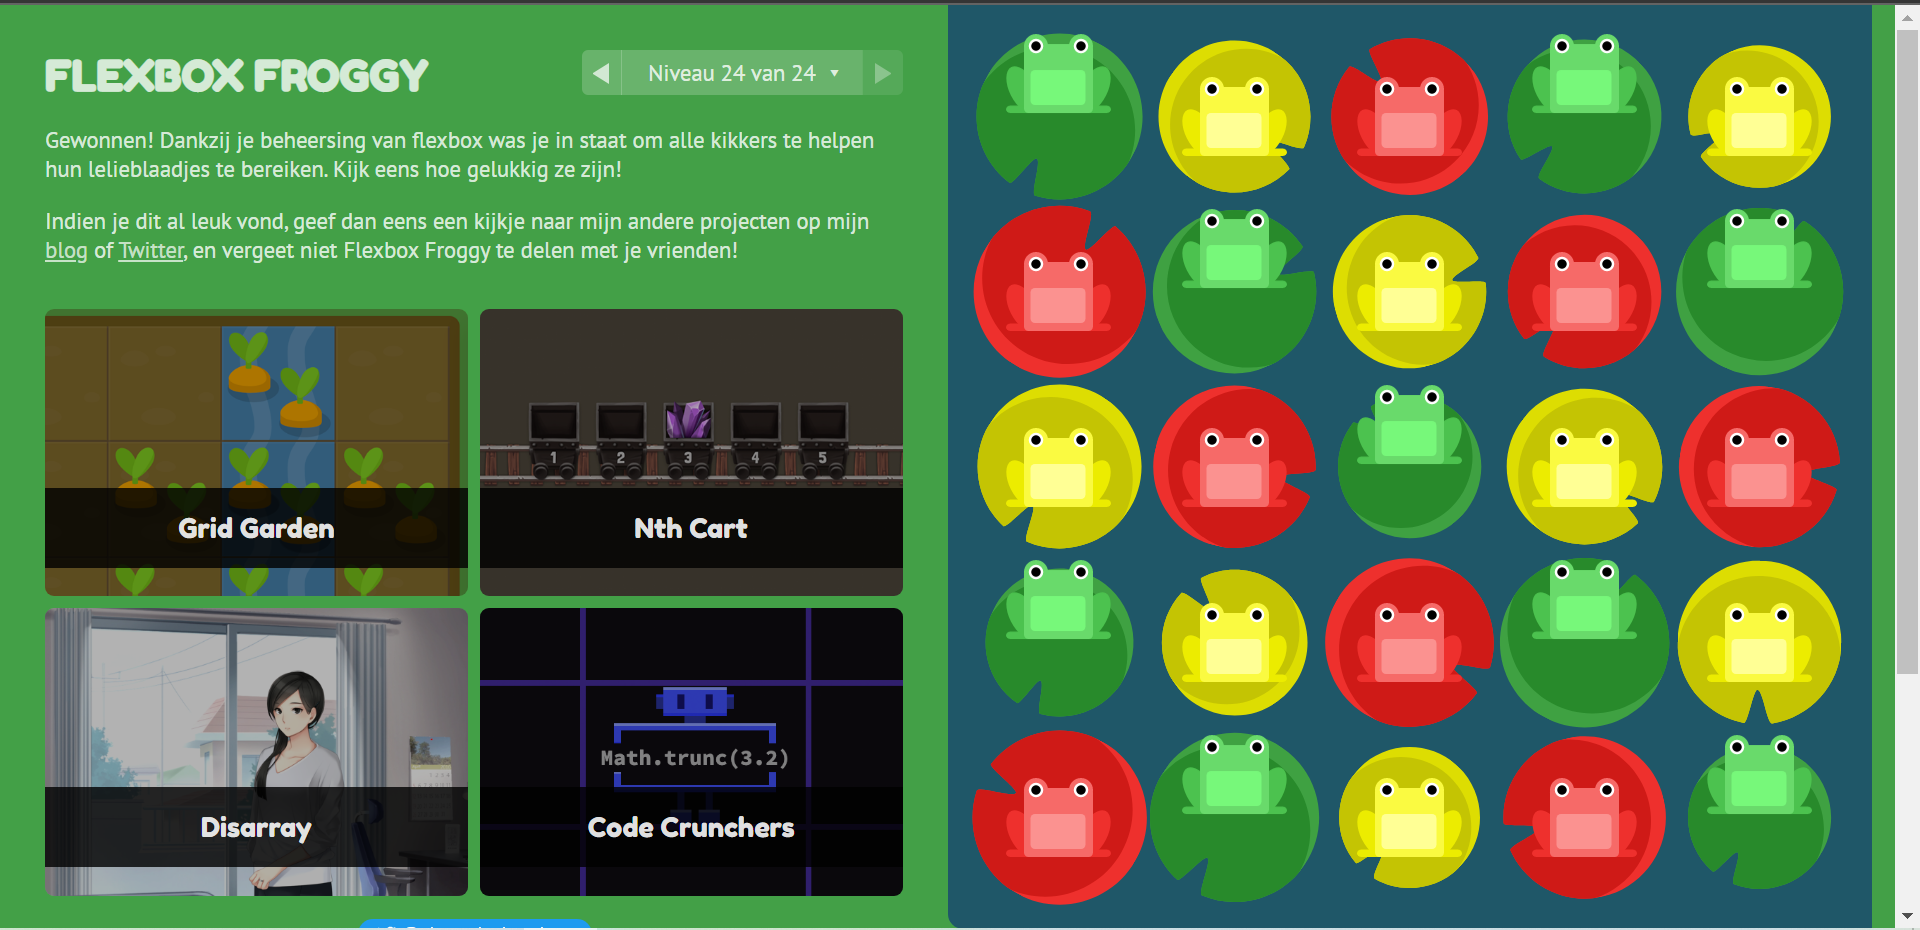 FLEXBOX FROGGY
Niveau 24 van 24
Gewonnen! Dankzij je beheersing van flexbox was je in staat om alle kikkers te helpen
hun lelieblaadjes te bereiken. Kijk eens hoe gelukkig ze zijn!
Indien je dit al leuk vond, geef dan eens een kijkje naar mijn andere projecten op mijn
blog of Twitter, en vergeet niet Flexbox Froggy te delen met je vrienden!
1 2 3 4 5
Grid Garden
Nth Cart
Math.trunc(3.2)
Disarray
Code Crunchers